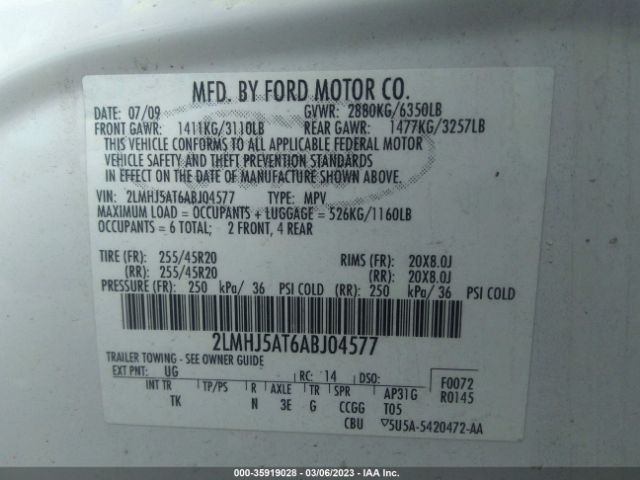 MFD. BY FORD MOTOR CO.
DATE: 07/09 GVWR: 2880KG/6350LB
FRONT GAWR: 1411KG/3110LB REAR GAWR: 1477KG/3257LB
THIS VEHICLE CONFORMS TO ALL APPLICABLE FEDERAL MOTOR
VEHICLE SAFETY AND THEFT PREVENTION STANDARDS
IN EFFECT ON THE DATE OF MANUFACTURE SHOWN ABOVE.
VIN: 2LMHJ5AT6ABJ04577 TYPE: MPV
MAXIMUM LOAD = OCCUPANTS + LUGGAGE = 526KG/1160LB
OCCUPANTS = 6 TOTAL; 2 FRONT, 4 REAR
TIRE (FR): 255/45R20 RIMS (FR): 20X8.0J
(RR): 255/45R20 (RR): 20X8.0J
PRESSURE (FR): 250 kPa/ 36 PSI COLD (RR): 250 kPa/ 36 PSI COLD
2LMHJ5AT6ABJ04577
TRAILER TOWING - SEE OWNER GUIDE
EXT PNT: UG RC: 14 DSO: F0072
INT TR TP/PS R AXLE TR SPR AP31G R0145
TK N 3E G CCGG T05
CBU ▽5U5A-5420472-AA
000-35919028 - 03/06/2023 - IAA Inc.